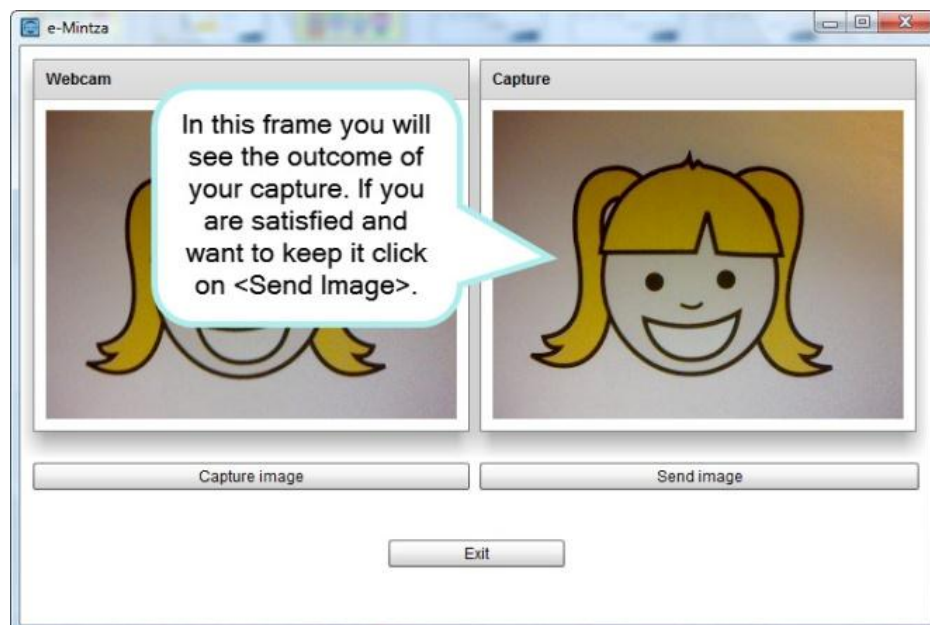 e-Mintza
Webcam
Capture
In this frame you will
see the outcome of
your capture. If you
are satisfied and
want to keep it click
on <Send Image>.
Capture image
Send image
Exit